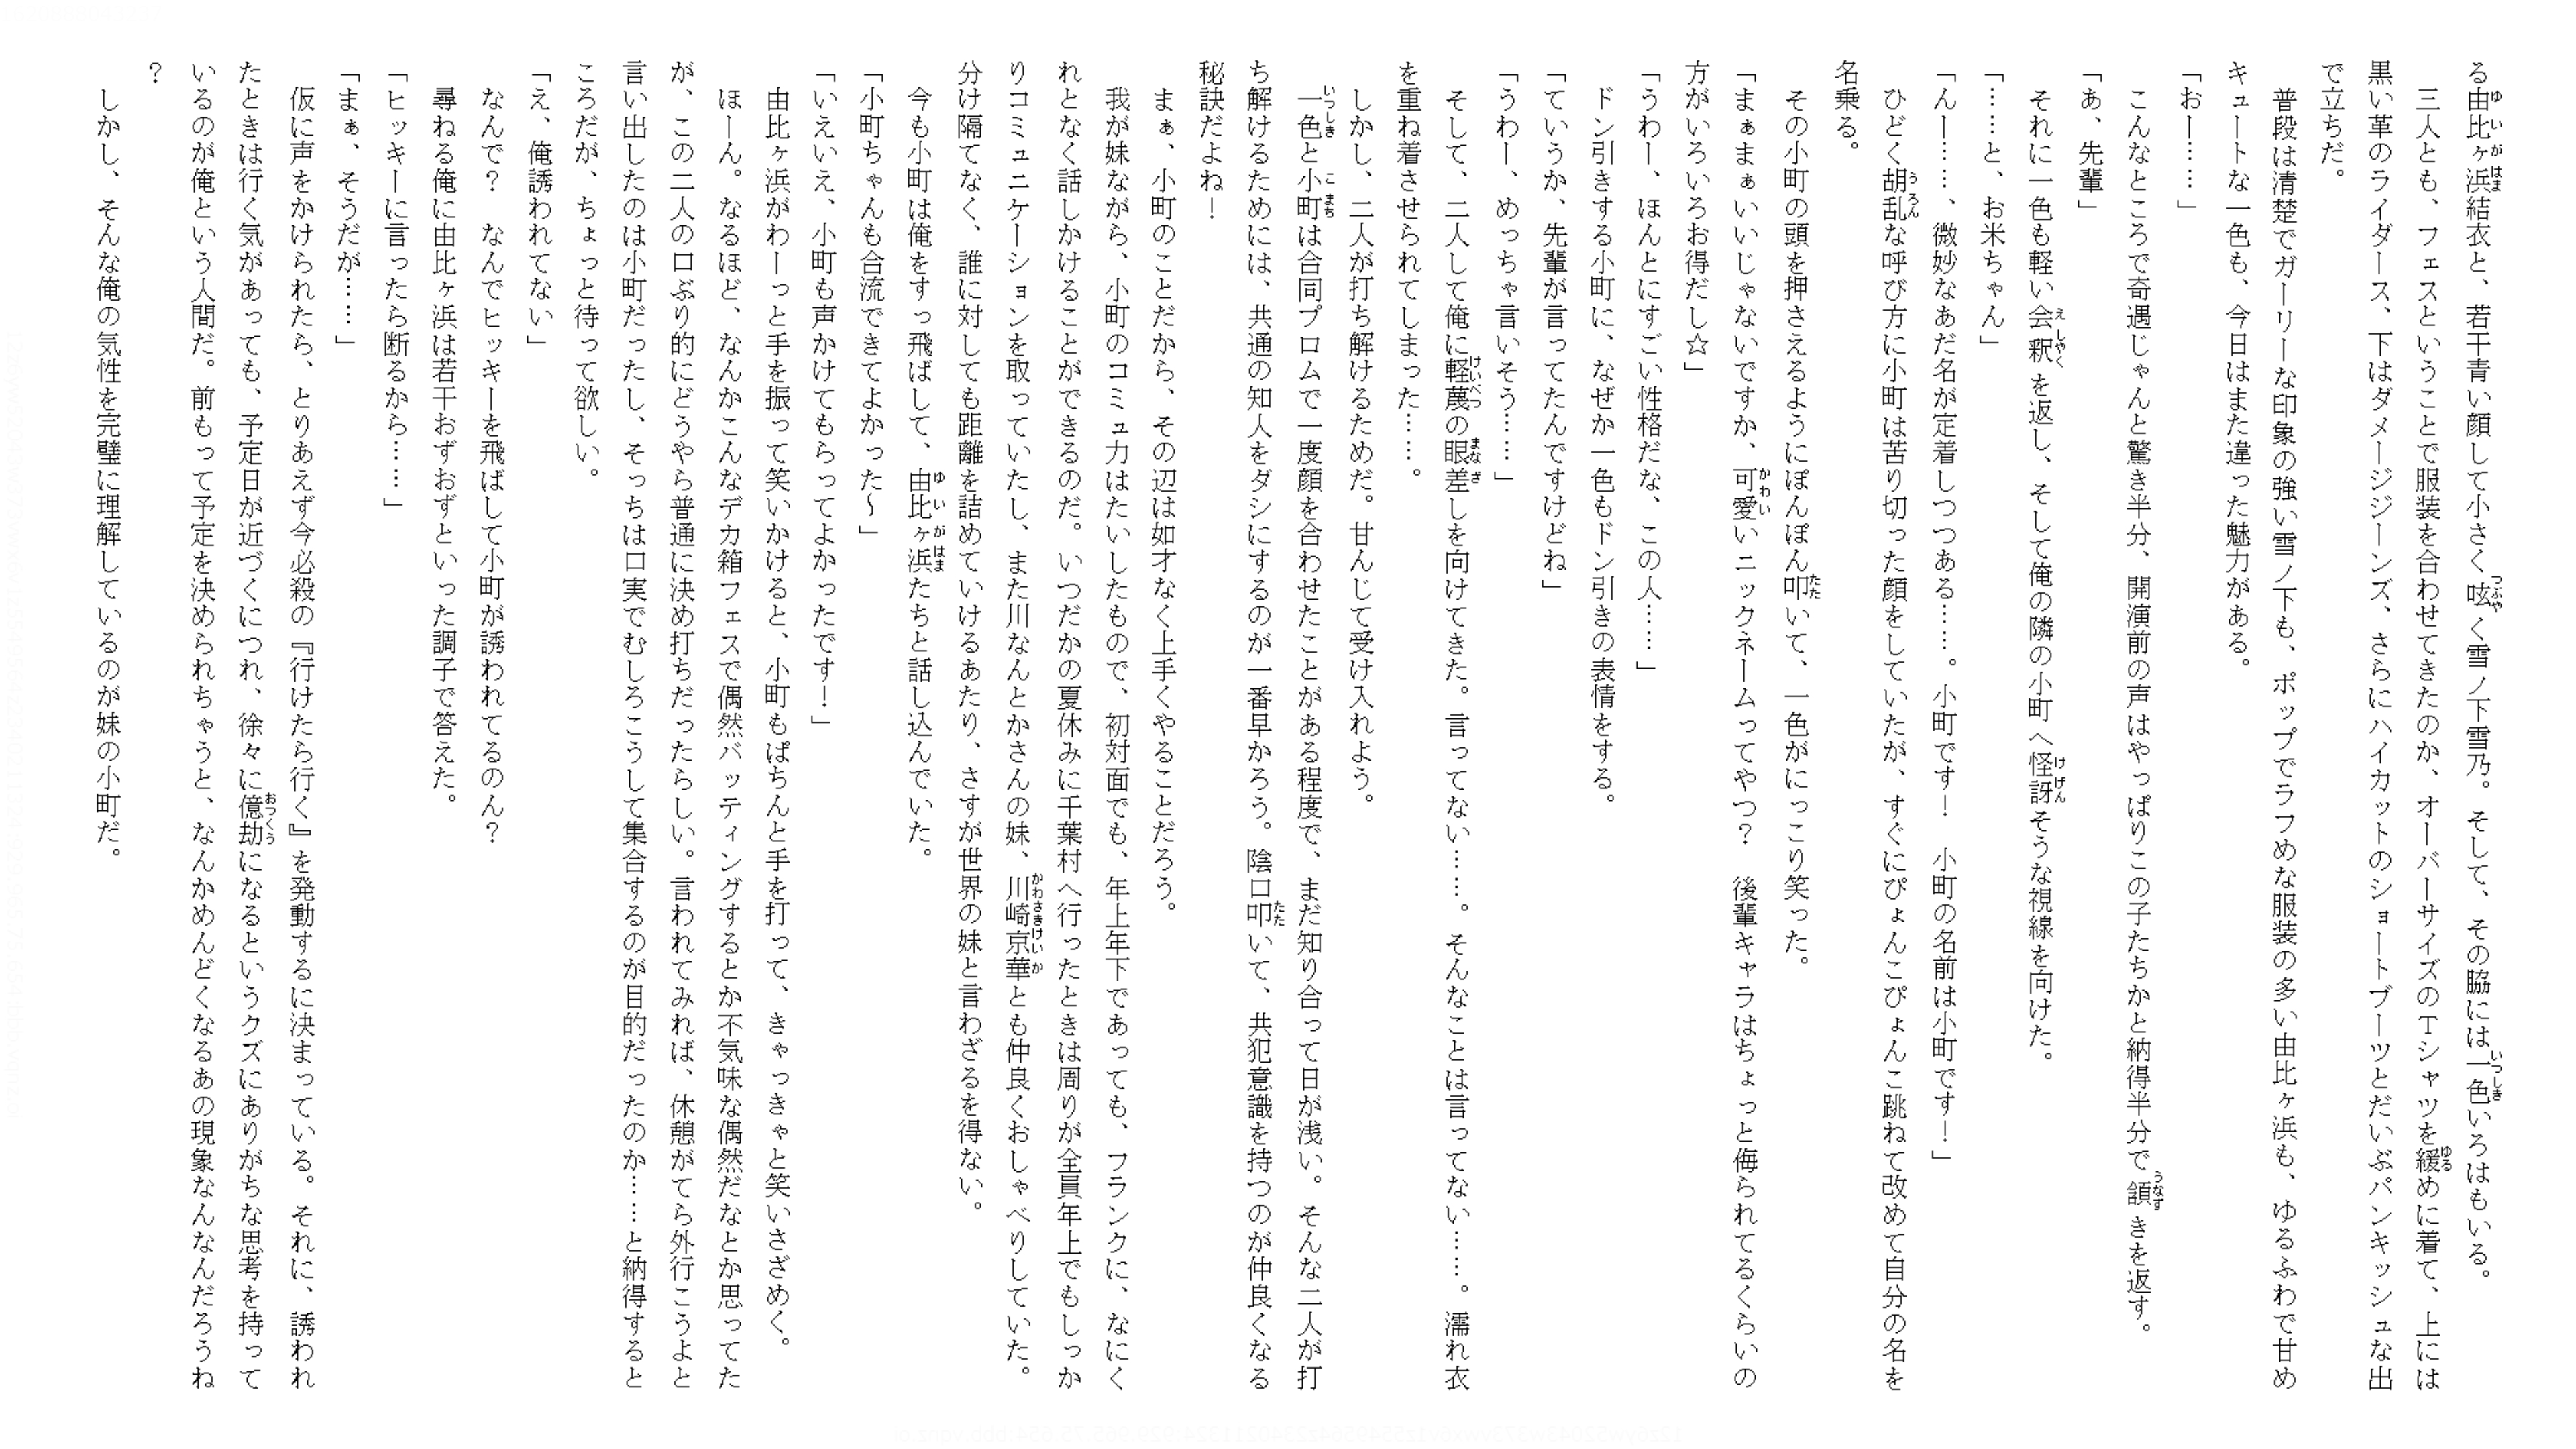 る由比ヶ浜結衣と、若干青い顔して小さく呟く雪ノ下雪乃。そして、その脇には一色いろはもいる。
三人とも、フェスということで服装を合わせてきたのか、オーバーサイズのTシャツを緩めに着て、上には
黒い革のライダース、下はダメージジーンズ、さらにハイカットのショートブーツとだいぶパンキッシュな出
で立ちだ。
普段は清楚でガーリーな印象の強い雪ノ下も、ポップでラフめな服装の多い由比ヶ浜も、ゆるふわで甘め
キュートな一色も、今日はまた違った魅力がある。
「おー……」
こんなところで奇遇じゃんと驚き半分、開演前の声はやっぱりこの子たちかと納得半分で頷きを返す。
「あ、先輩」
それに一色も軽い会釈を返し、そして俺の隣の小町へ怪訝そうな視線を向けた。
「……と、お米ちゃん」
「んー……、微妙なあだ名が定着しつつある……。小町です！　小町の名前は小町です！」
ひどく胡乱な呼び方に小町は苦り切った顔をしていたが、すぐにぴょんこぴょんこ跳ねて改めて自分の名を
名乗る。
その小町の頭を押さえるようにぽんぽん叩いて、一色がにっこり笑った。
「まぁまぁいいじゃないですか、可愛いニックネームってやつ？　後輩キャラはちょっと侮られてるくらいの
方がいろいろお得だし☆」
「うわー、ほんとにすごい性格だな、この人……」
ドン引きする小町に、なぜか一色もドン引きの表情をする。
「ていうか、先輩が言ってたんですけどね」
「うわー、めっちゃ言いそう……」
そして、二人して俺に軽蔑の眼差しを向けてきた。言ってない……。そんなことは言ってない……。濡れ衣
を重ね着させられてしまった……。
しかし、二人が打ち解けるためだ。甘んじて受け入れよう。
一色と小町は合同プロムで一度顔を合わせたことがある程度で、まだ知り合って日が浅い。そんな二人が打
ち解けるためには、共通の知人をダシにするのが一番早かろう。陰口叩いて、共犯意識を持つのが仲良くなる
秘訣だよね！
まぁ、小町のことだから、その辺は如才なく上手くやることだろう。
我が妹ながら、小町のコミュ力はたいしたもので、初対面でも、年上年下であっても、フランクに、なにく
れとなく話しかけることができるのだ。いつだかの夏休みに千葉村へ行ったときは周りが全員年上でもしっか
りコミュニケーションを取っていたし、また川なんとかさんの妹、川崎京華とも仲良くおしゃべりしていた。
分け隔てなく、誰に対しても距離を詰めていけるあたり、さすが世界の妹と言わざるを得ない。
今も小町は俺をすっ飛ばして、由比ヶ浜たちと話し込んでいた。
「小町ちゃんも合流できてよかった〜」
「いえいえ、小町も声かけてもらってよかったです！」
由比ヶ浜がわーっと手を振って笑いかけると、小町もぱちんと手を打って、きゃっきゃと笑いさざめく。
ほーん。なるほど、なんかこんなデカ箱フェスで偶然バッティングするとか不気味な偶然だなとか思ってた
が、この二人の口ぶり的にどうやら普通に決め打ちだったらしい。言われてみれば、休憩がてら外行こうよと
言い出したのは小町だったし、そっちは口実でむしろこうして集合するのが目的だったのか……と納得すると
ころだが、ちょっと待って欲しい。
「え、俺誘われてない」
なんで？　なんでヒッキーを飛ばして小町が誘われてるのん？
尋ねる俺に由比ヶ浜は若干おずおずといった調子で答えた。
「ヒッキーに言ったら断るから……」
「まぁ、そうだが……」
仮に声をかけられたら、とりあえず今必殺の『行けたら行く』を発動するに決まっている。それに、誘われ
たときは行く気があっても、予定日が近づくにつれ、徐々に億劫になるというクズにありがちな思考を持って
いるのが俺という人間だ。前もって予定を決められちゃうと、なんかめんどくなるあの現象なんなんだろうね
？
しかし、そんな俺の気性を完璧に理解しているのが妹の小町だ。